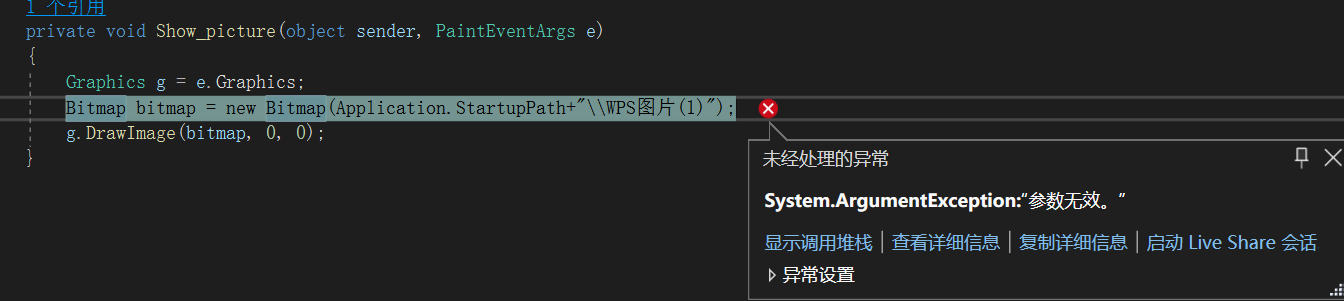 1 个引用
private void Show_picture(object sender, PaintEventArgs e)
{
Graphics g = e.Graphics;
Bitmap bitmap = new Bitmap(Application.StartupPath+"\\WPS图片(1)");
g.DrawImage(bitmap, 0, 0);
}
未经处理的异常
System.ArgumentException:“参数无效。”
显示调用堆栈 | 查看详细信息 | 复制详细信息 | 启动 Live Share 会话
异常设置